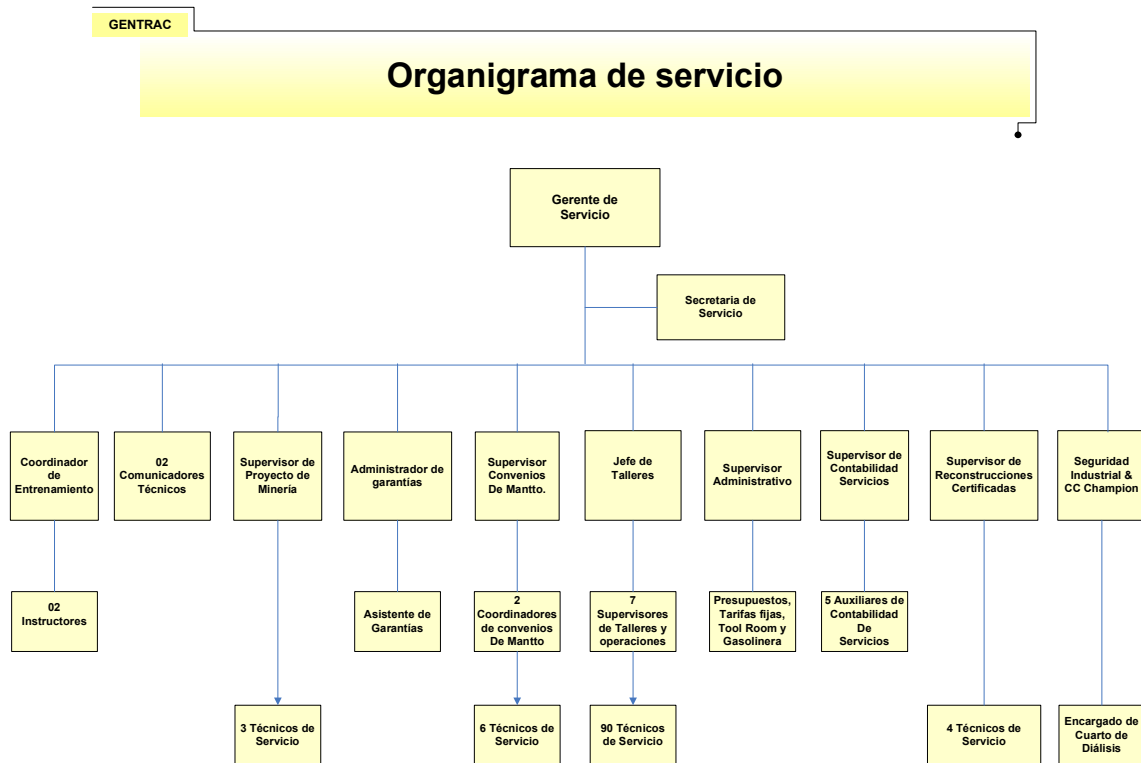 GENTRAC
Organigrama de servicio
Gerente de
Servicio
Secretaria de
Servicio
Coordinador
de
Entrenamiento
02
Comunicadores
Técnicos
Supervisor de
Proyecto de
Minería
Administrador de
garantías
Supervisor
Convenios
De Mantto.
Jefe de
Talleres
Supervisor
Administrativo
Supervisor de
Contabilidad
Servicios
Supervisor de
Reconstrucciones
Certificadas
Seguridad
Industrial &
CC Champion
02
Instructores
Asistente de
Garantías
2
Coordinadores
de convenios
De Mantto
7
Supervisores
de Talleres y
operaciones
Presupuestos,
Tarifas fijas,
Tool Room y
Gasolinera
5 Auxiliares de
Contabilidad
De
Servicios
3 Técnicos de
Servicio
6 Técnicos de
Servicio
90 Técnicos
de Servicio
4 Técnicos de
Servicio
Encargado de
Cuarto de
Diálisis